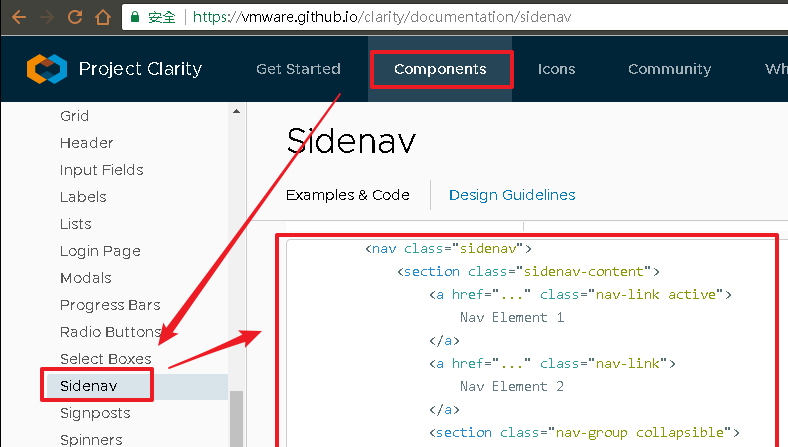 安全 https://vmware.github.io/clarity/documentation/sidenav
Project Clarity Get Started Components Icons Community
Grid
Header
Input Fields
Labels
Lists
Login Page
Modals
Progress Bars
Radio Buttons
Select Boxes
Sidenav
Signposts
Spinners
Sidenav
Examples & Code Design Guidelines
<nav class="sidenav">
<section class="sidenav-content">
<a href="..." class="nav-link active">
Nav Element 1
</a>
<a href="..." class="nav-link">
Nav Element 2
</a>
<section class="nav-group collapsible">